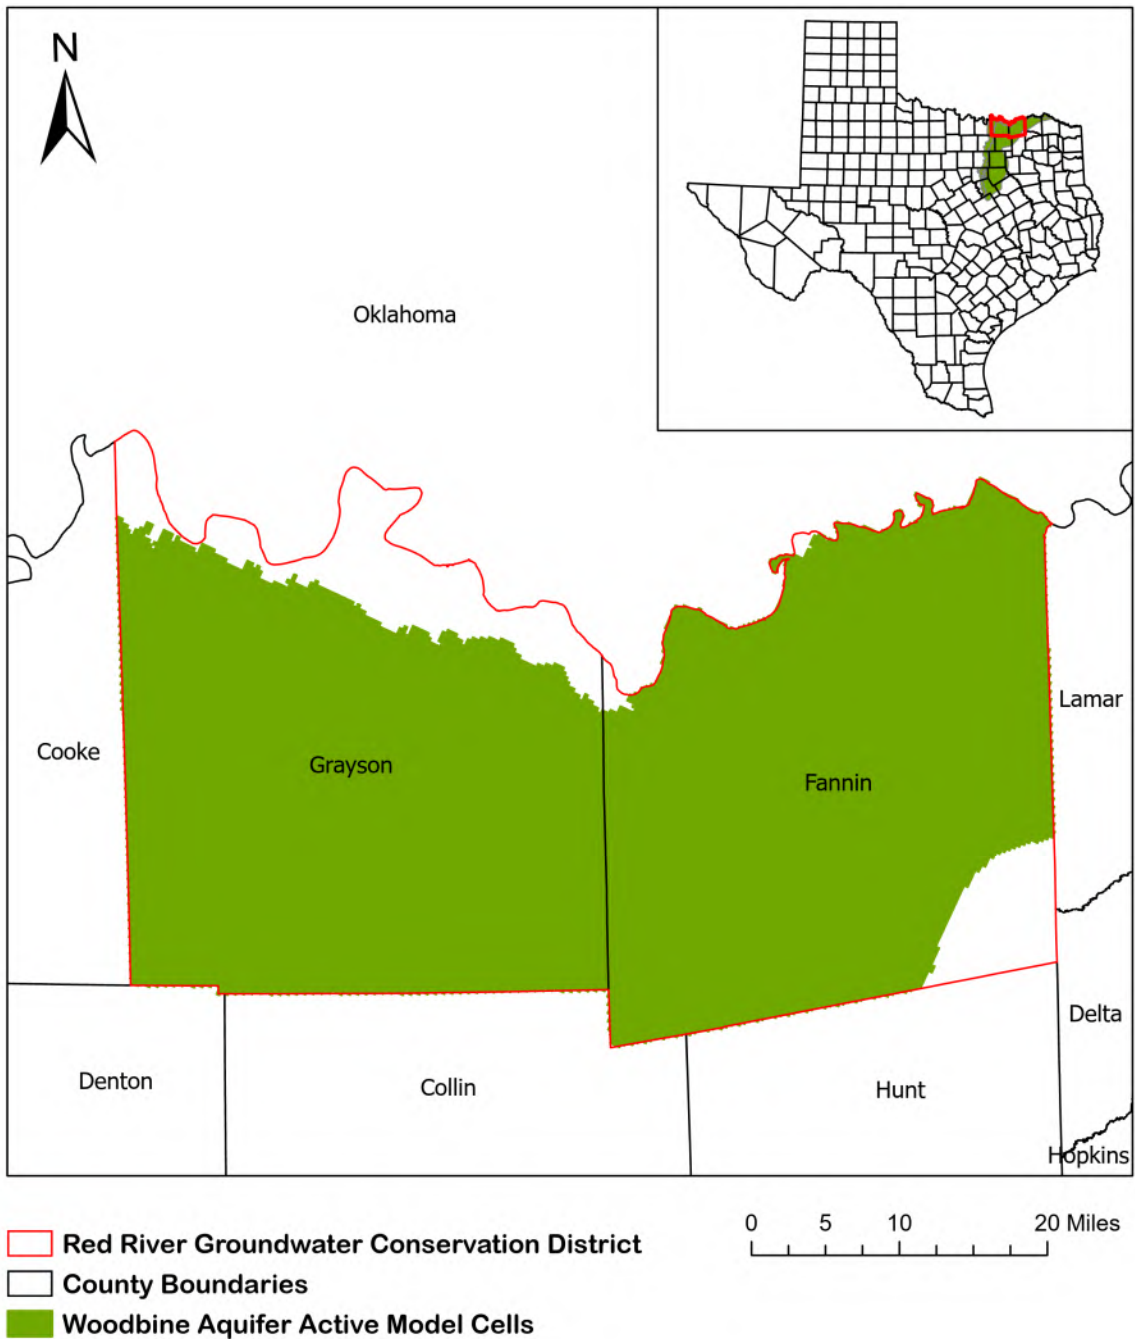 N
Oklahoma
Lamar
Cooke
Grayson
Fannin
Delta
Denton
Collin
Hunt
Hopkins
0 5 10 20 Miles
Red River Groundwater Conservation District
County Boundaries
Woodbine Aquifer Active Model Cells